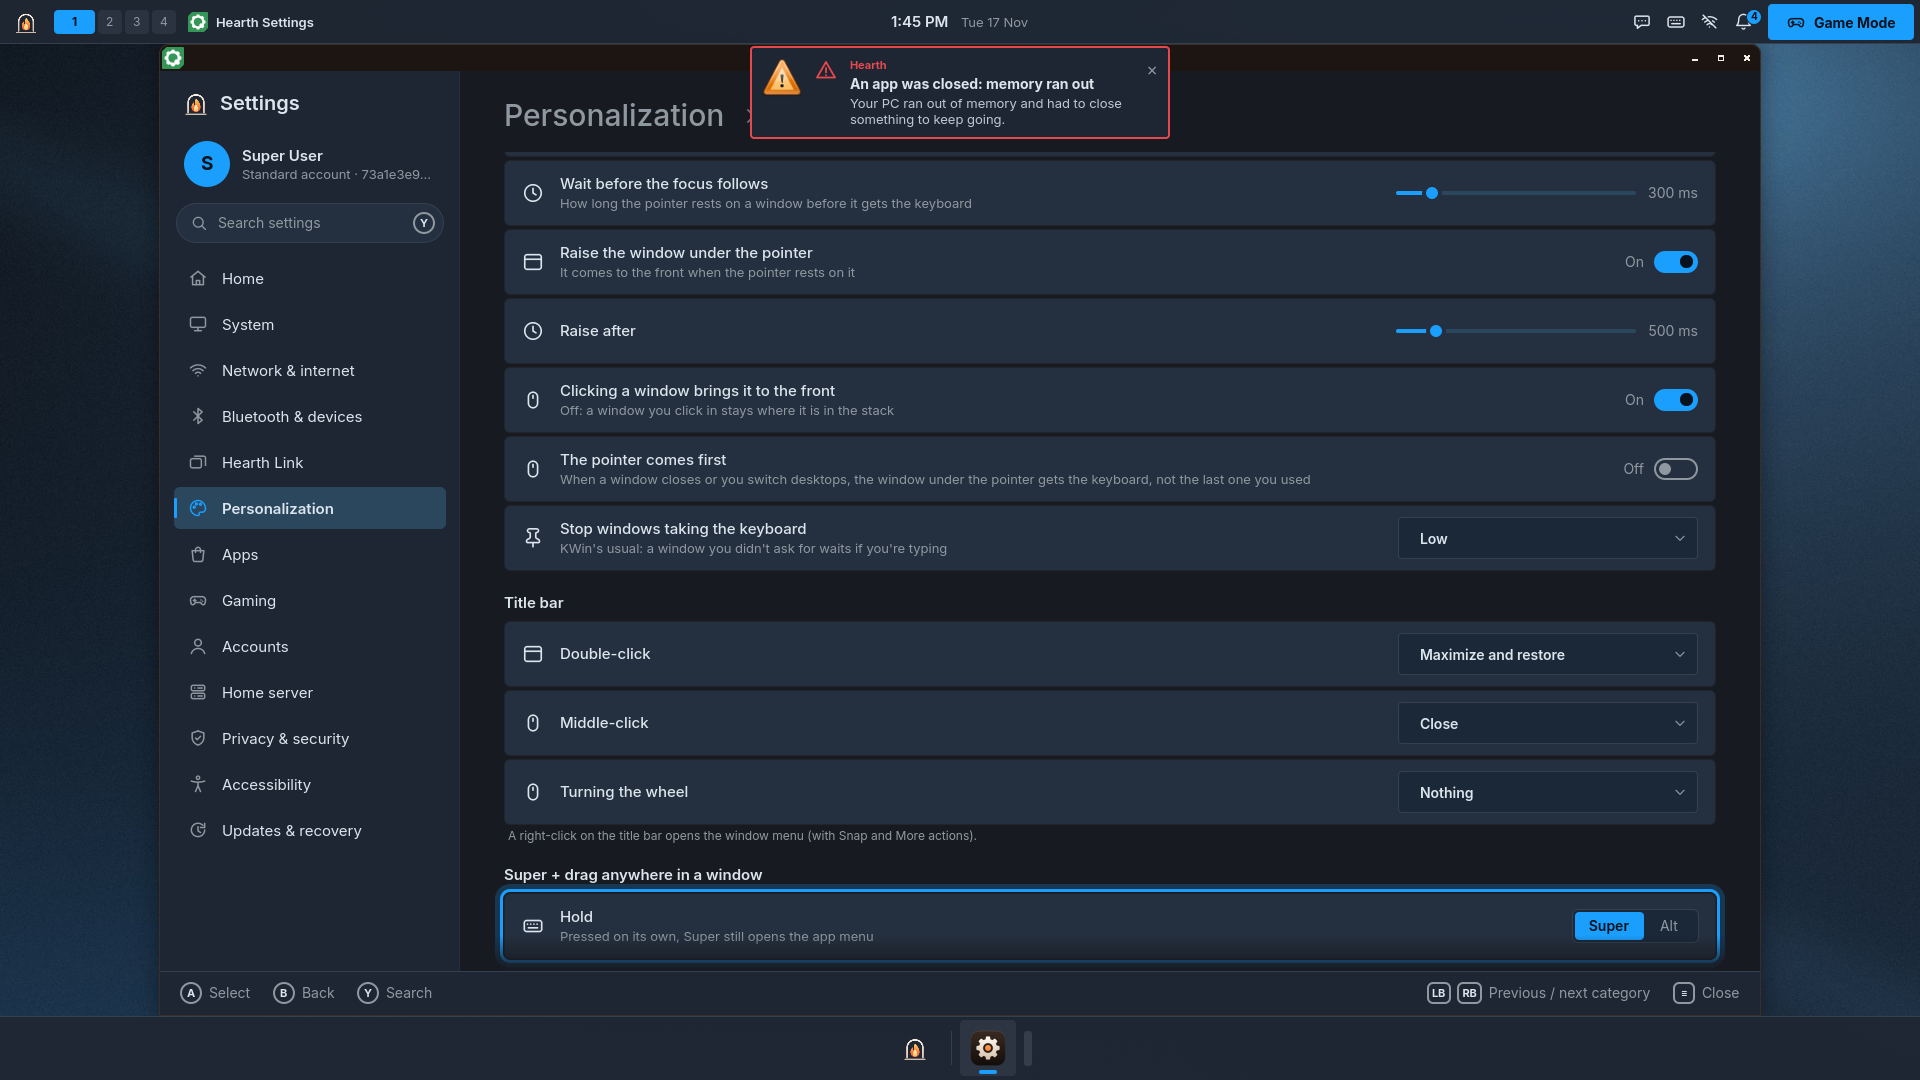 1 2 3 4 Hearth Settings
1:45 PM Tue 17 Nov
4
Game Mode
Hearth
An app was closed: memory ran out
Your PC ran out of memory and had to close
something to keep going.
Settings
S
Super User
Standard account · 73a1e3e9...
Search settings Y
Home
System
Network & internet
Bluetooth & devices
Hearth Link
Personalization
Apps
Gaming
Accounts
Home server
Privacy & security
Accessibility
Updates & recovery
Personalization
Wait before the focus follows
How long the pointer rests on a window before it gets the keyboard
300 ms
Raise the window under the pointer
It comes to the front when the pointer rests on it
On
Raise after
500 ms
Clicking a window brings it to the front
Off: a window you click in stays where it is in the stack
On
The pointer comes first
When a window closes or you switch desktops, the window under the pointer gets the keyboard, not the last one you used
Off
Stop windows taking the keyboard
KWin's usual: a window you didn't ask for waits if you're typing
Low
Title bar
Double-click
Maximize and restore
Middle-click
Close
Turning the wheel
Nothing
A right-click on the title bar opens the window menu (with Snap and More actions).
Super + drag anywhere in a window
Hold
Pressed on its own, Super still opens the app menu
Super Alt
A Select B Back Y Search
LB RB Previous / next category Close